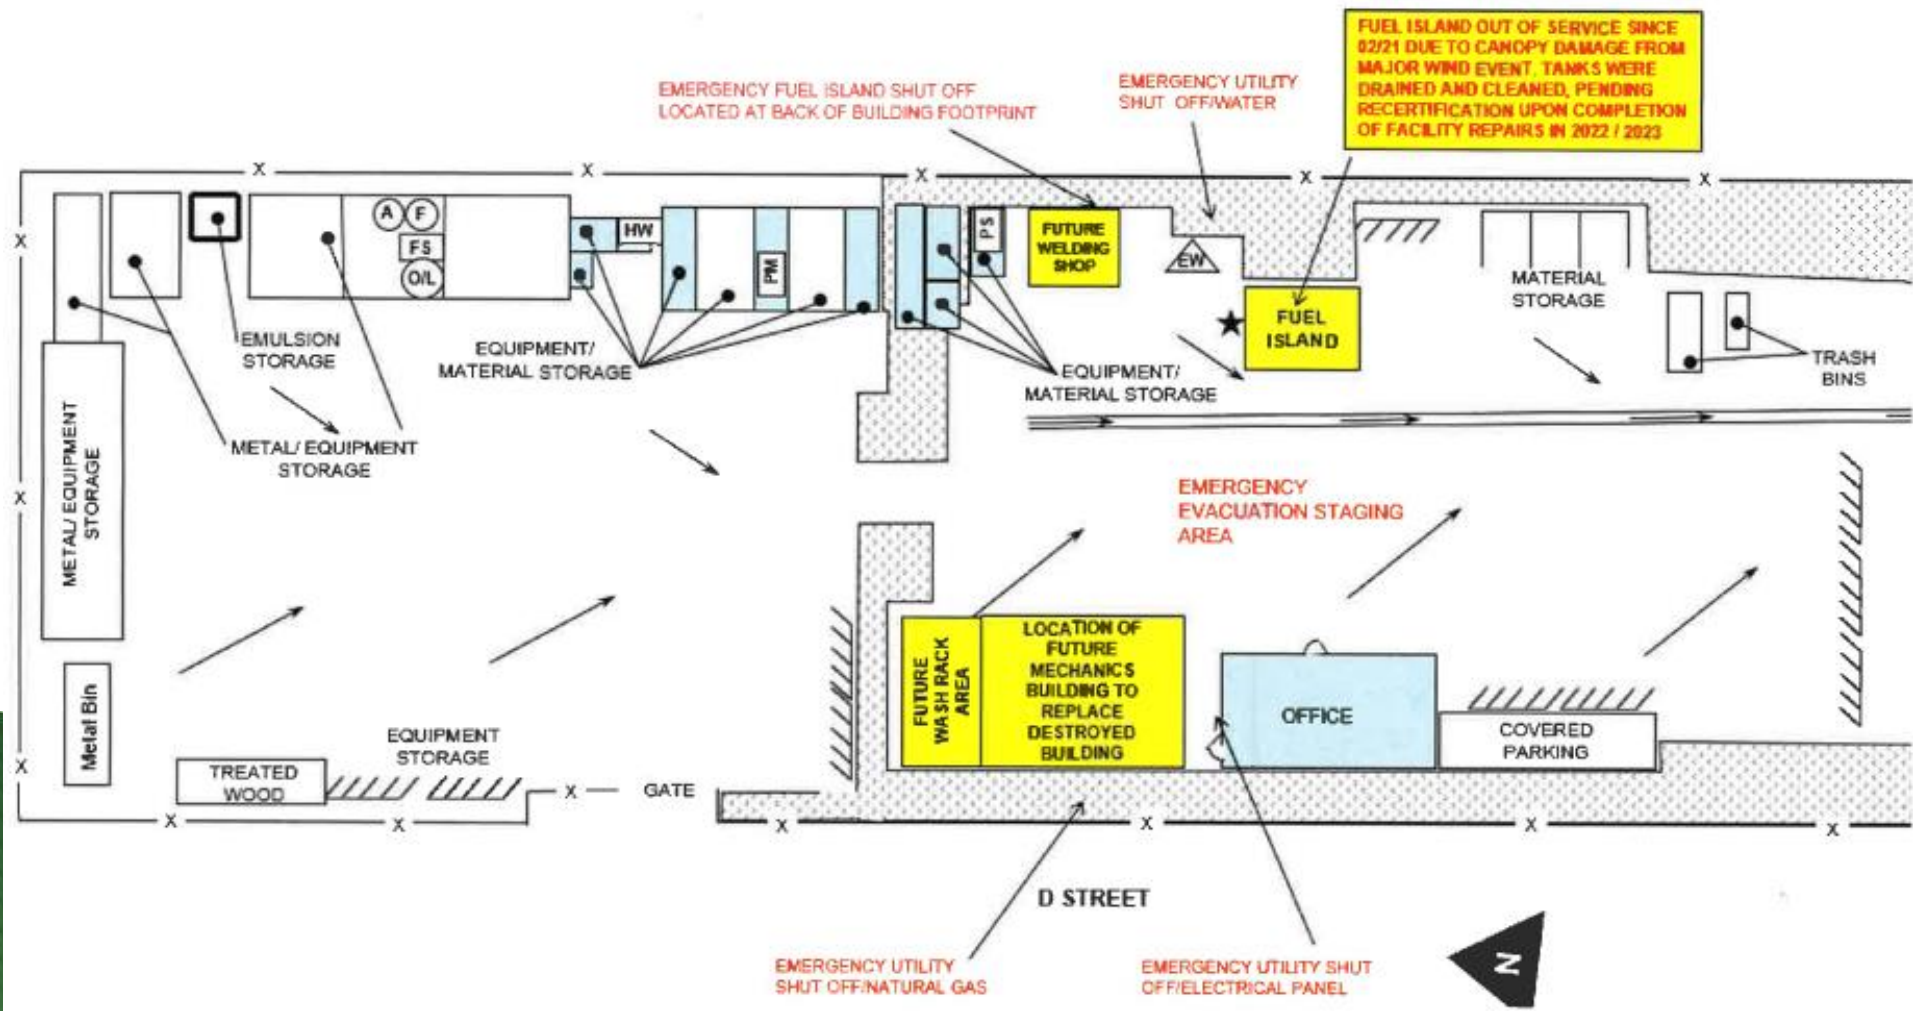 FUEL ISLAND OUT OF SERVICE SINCE
02/21 DUE TO CANOPY DAMAGE FROM
MAJOR WIND EVENT. TANKS WERE
DRAINED AND CLEANED, PENDING
RECERTIFICATION UPON COMPLETION
OF FACILITY REPAIRS IN 2022 / 2023
EMERGENCY FUEL ISLAND SHUT OFF
LOCATED AT BACK OF BUILDING FOOTPRINT
EMERGENCY UTILITY
SHUT OFF/WATER
X
X
X
X
X
X
A
F
FS
O/L
HW
PM
PS
FUTURE
WELDING
SHOP
EW
FUEL
ISLAND
MATERIAL
STORAGE
TRASH
BINS
EMULSION
STORAGE
EQUIPMENT/
MATERIAL STORAGE
EQUIPMENT/
MATERIAL STORAGE
METAL/ EQUIPMENT
STORAGE
METAL/ EQUIPMENT
STORAGE
X
EMERGENCY
EVACUATION STAGING
AREA
FUTURE
WASH RACK
AREA
LOCATION OF
FUTURE
MECHANICS
BUILDING TO
REPLACE
DESTROYED
BUILDING
OFFICE
COVERED
PARKING
Metal Bin
EQUIPMENT
STORAGE
TREATED
WOOD
X
X
GATE
X
X
X
X
X
X
D STREET
EMERGENCY UTILITY
SHUT OFF/NATURAL GAS
EMERGENCY UTILITY SHUT
OFF/ELECTRICAL PANEL
N